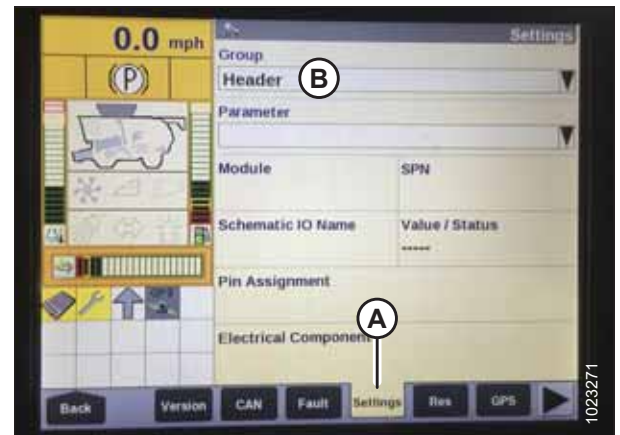 0.0 mph
Settings
(P)
Group
Header
B
Parameter
Module
SPN
Schematic IO Name
Value / Status
-----
Pin Assignment
A
Electrical Component
Back
Version
CAN
Fault
Settings
Res
GPS
1023271